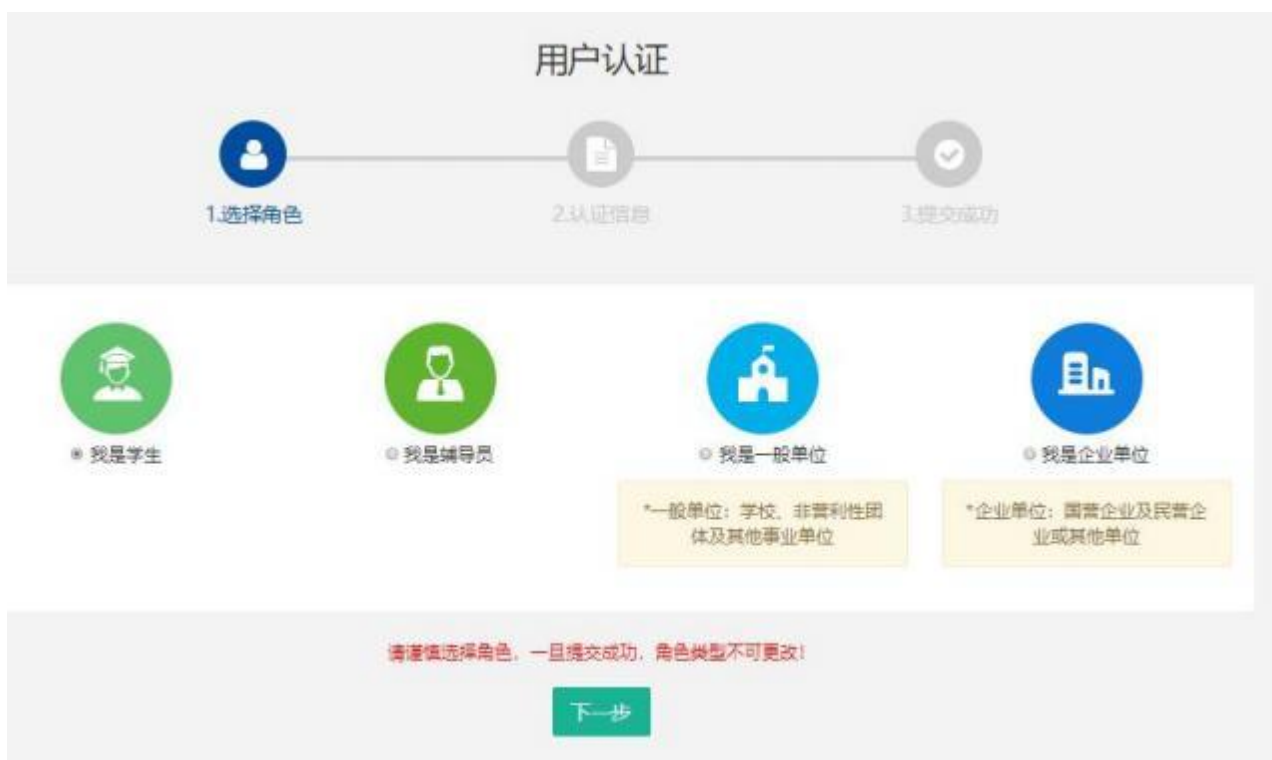 用户认证
1.选择角色
2.认证信息
3.提交成功
我是学生
我是辅导员
我是一般单位
我是企业单位
*一般单位：学校、非营利性团
体及其他事业单位
*企业单位：国营企业及民营企
业或其他单位
请谨慎选择角色，一旦提交成功，角色类型不可更改！
下一步